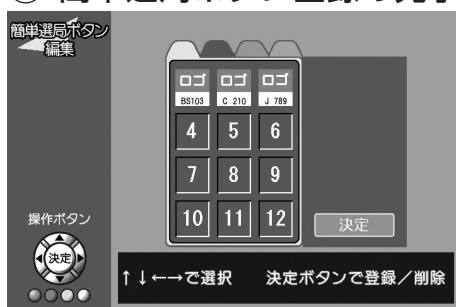 簡単選局ボタン
編集
ロゴ ロゴ ロゴ
BS103 C 210 J 789
4 5 6
7 8 9
10 11 12
決定
操作ボタン
決定
↑↓←→で選択 決定ボタンで登録／削除